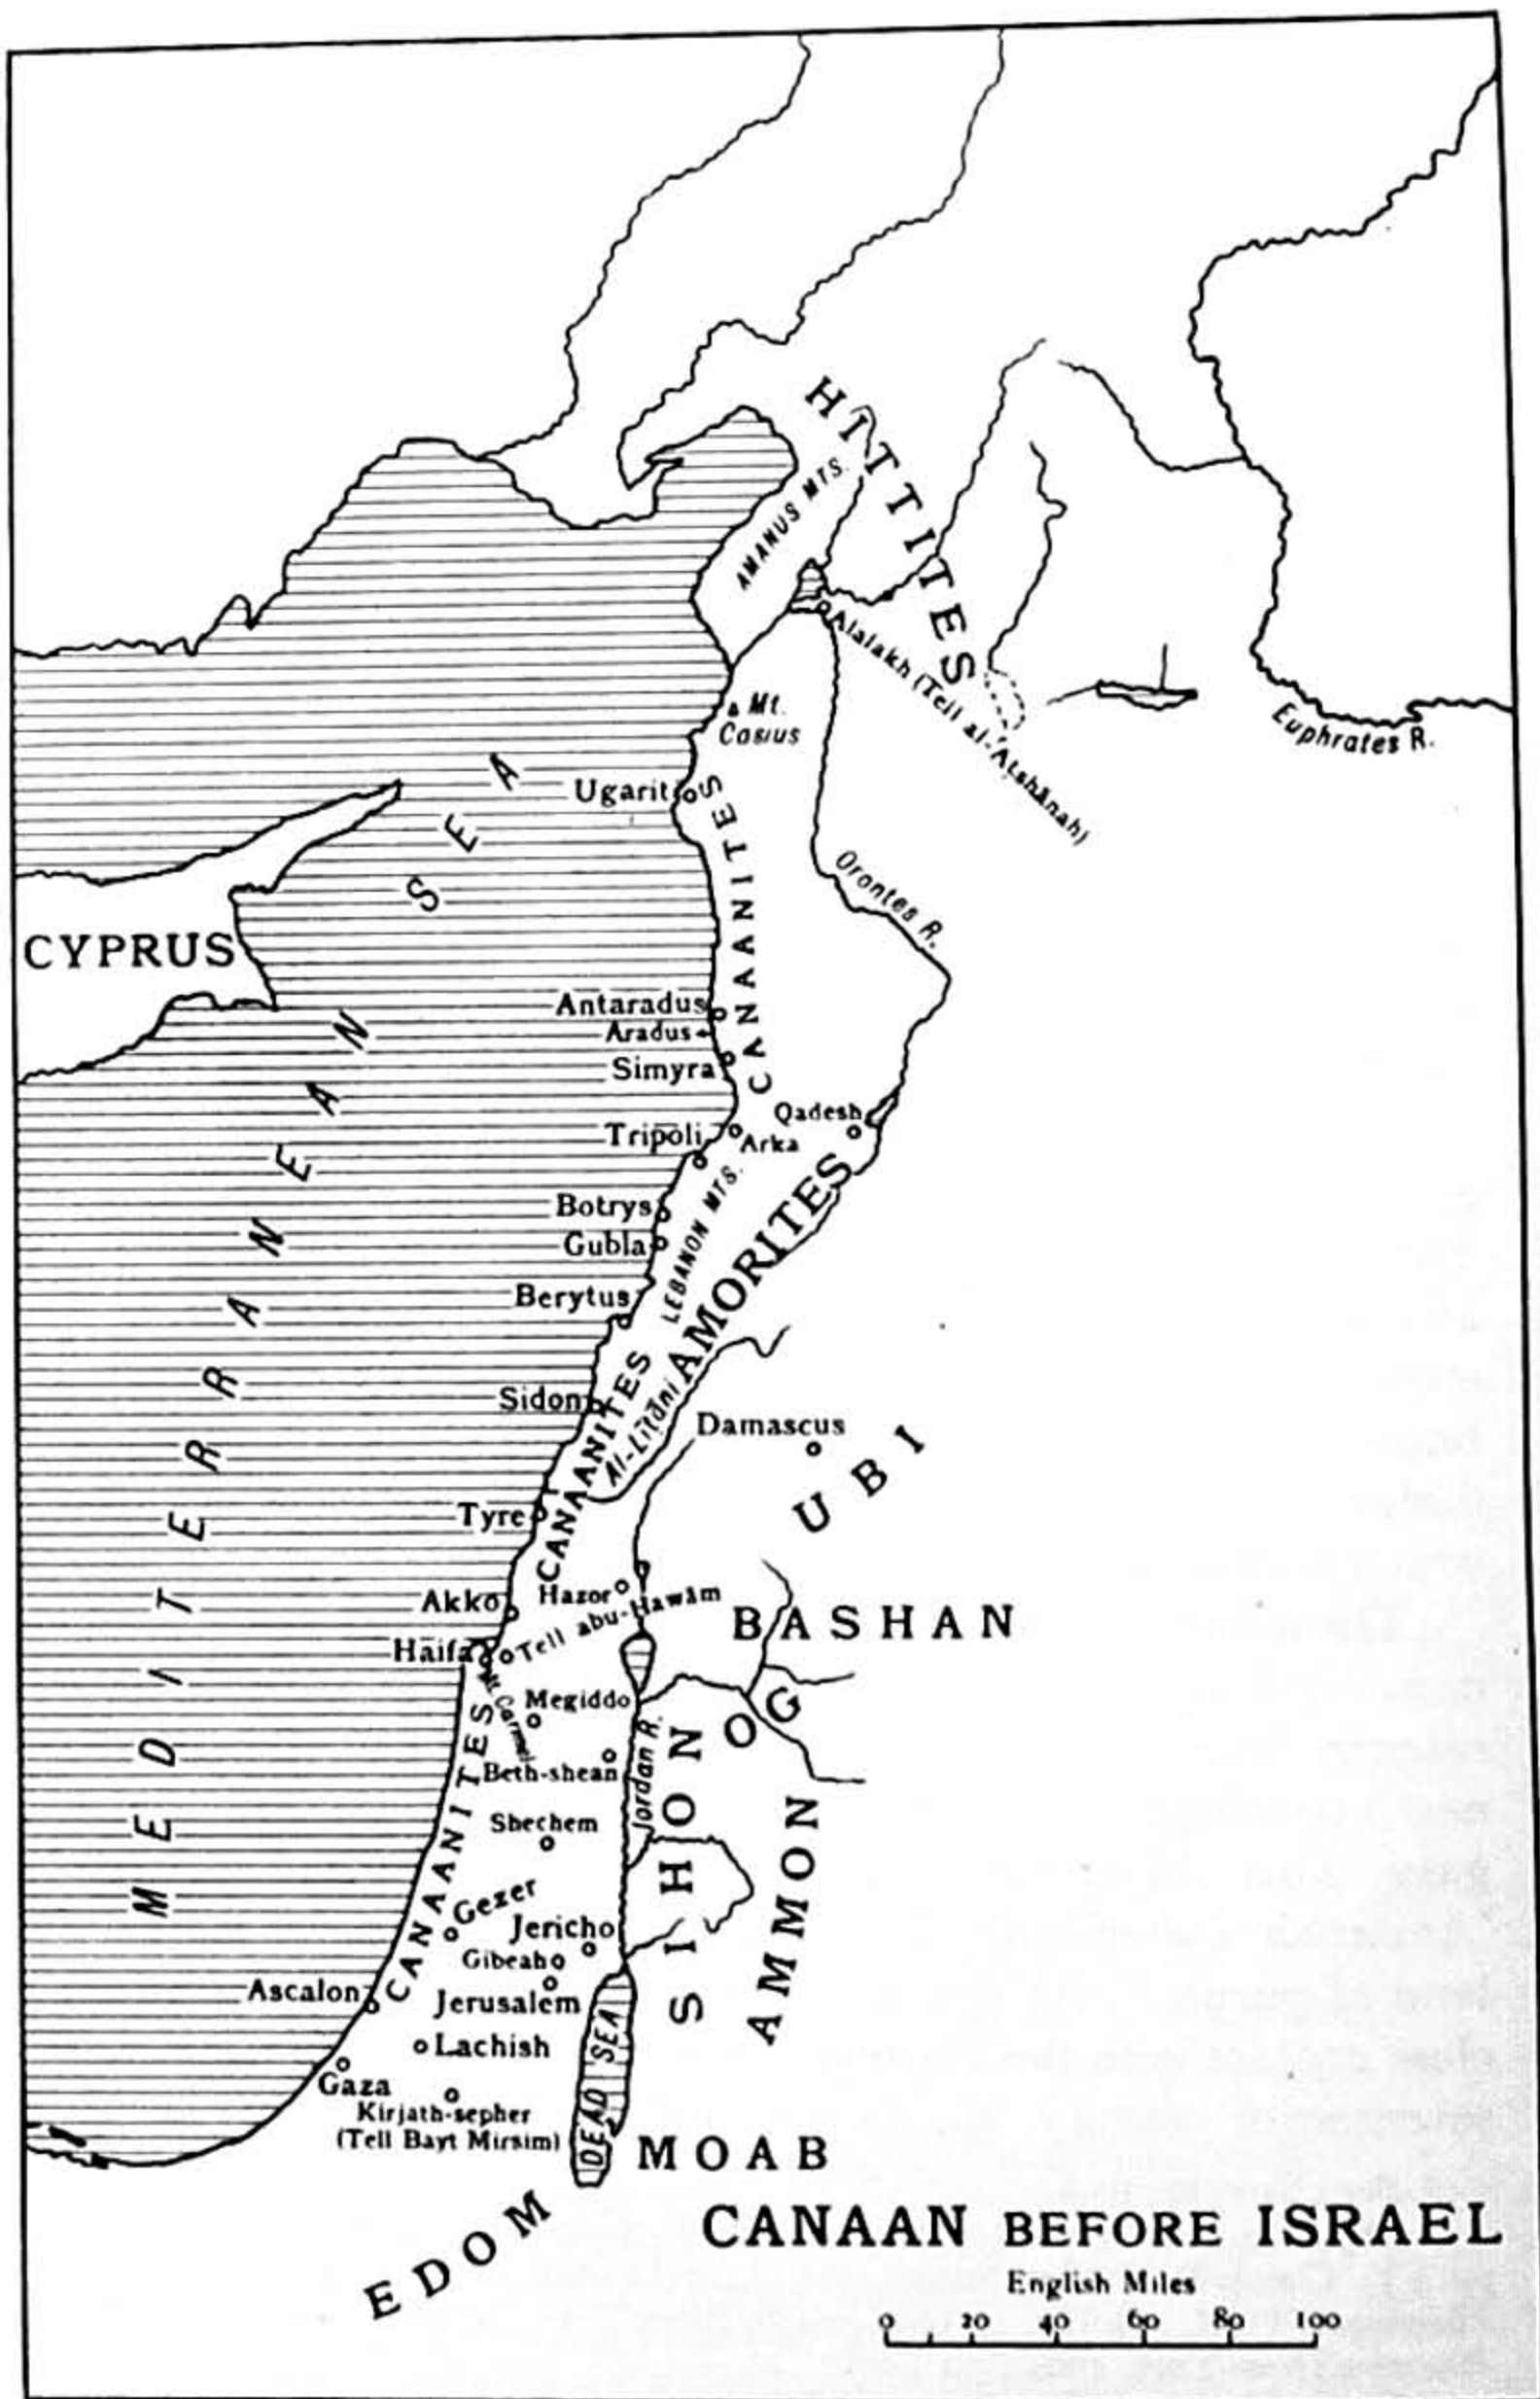 HITTITES
AMANUS MTS.
Alalakh (Tell al-'Atshānah)
Mt.
Casius
Euphrates R.
Ugarit
CANAANITES
Orontes R.
MEDITERRANEAN SEA
CYPRUS
Antaradus
Aradus
Simyra
Qadesh
Tripoli
Arka
Botrys
LEBANON MTS.
AMORITES
Gubla
Berytus
Sidon
CANAANITES
Al-Līṭāni
Damascus
UBI
Tyre
Akko
Hazor
Tell abu-Hawām
BASHAN
Haifa
Mt. Carmel
Megiddo
OG
Beth-shean
Jordan R.
SIHON
AMMON
CANAANITES
Shechem
Gezer
Jericho
Gibeah
Ascalon
Jerusalem
DEAD SEA
Lachish
Gaza
Kirjath-sepher
(Tell Bayt Mirsim)
MOAB
EDOM
CANAAN BEFORE ISRAEL
English Miles
0 20 40 60 80 100